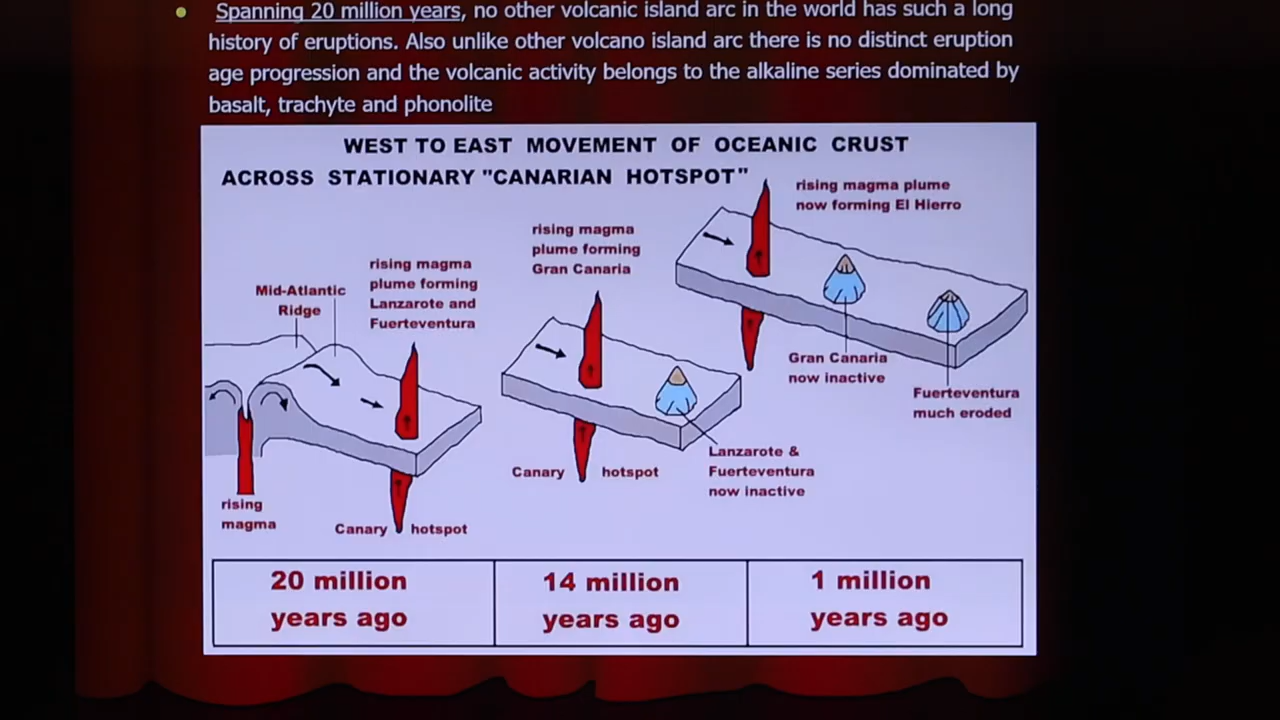 Spanning 20 million years, no other volcanic island arc in the world has such a long
history of eruptions. Also unlike other volcano island arc there is no distinct eruption
age progression and the volcanic activity belongs to the alkaline series dominated by
basalt, trachyte and phonolite
WEST TO EAST MOVEMENT OF OCEANIC CRUST
ACROSS STATIONARY "CANARIAN HOTSPOT"
rising magma plume
now forming El Hierro
rising magma
plume forming
Gran Canaria
rising magma
plume forming
Lanzarote and
Fuerteventura
Mid-Atlantic
Ridge
Gran Canaria
now inactive
Fuerteventura
much eroded
Lanzarote &
Fuerteventura
now inactive
Canary hotspot
rising
magma
Canary hotspot
20 million
years ago
14 million
years ago
1 million
years ago